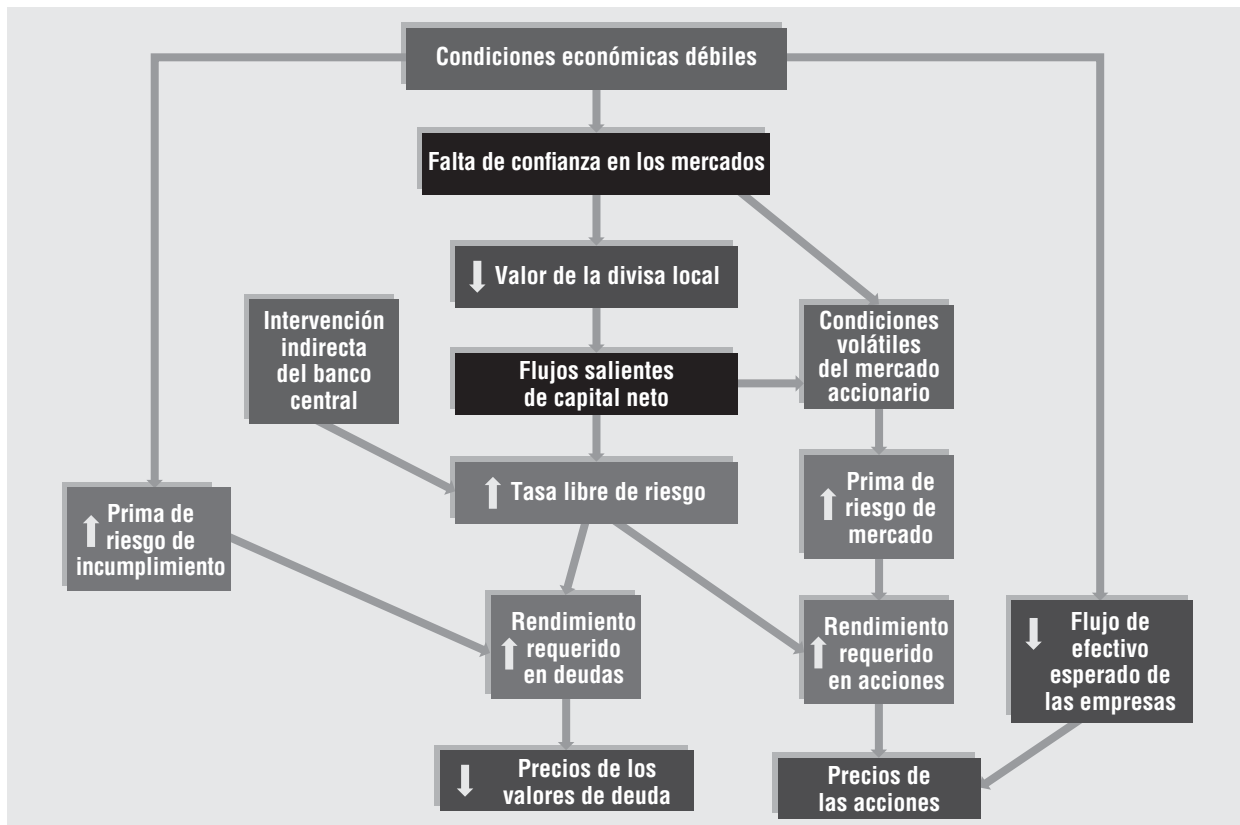 Condiciones económicas débiles
Falta de confianza en los mercados
Valor de la divisa local
Intervención
indirecta
del banco
central
Flujos salientes
de capital neto
Condiciones
volátiles
del mercado
accionario
Tasa libre de riesgo
Prima de
riesgo de
mercado
Prima de
riesgo de
incumplimiento
Rendimiento
requerido
en deudas
Rendimiento
requerido
en acciones
Flujo de
efectivo
esperado de
las empresas
Precios de los
valores de deuda
Precios de
las acciones